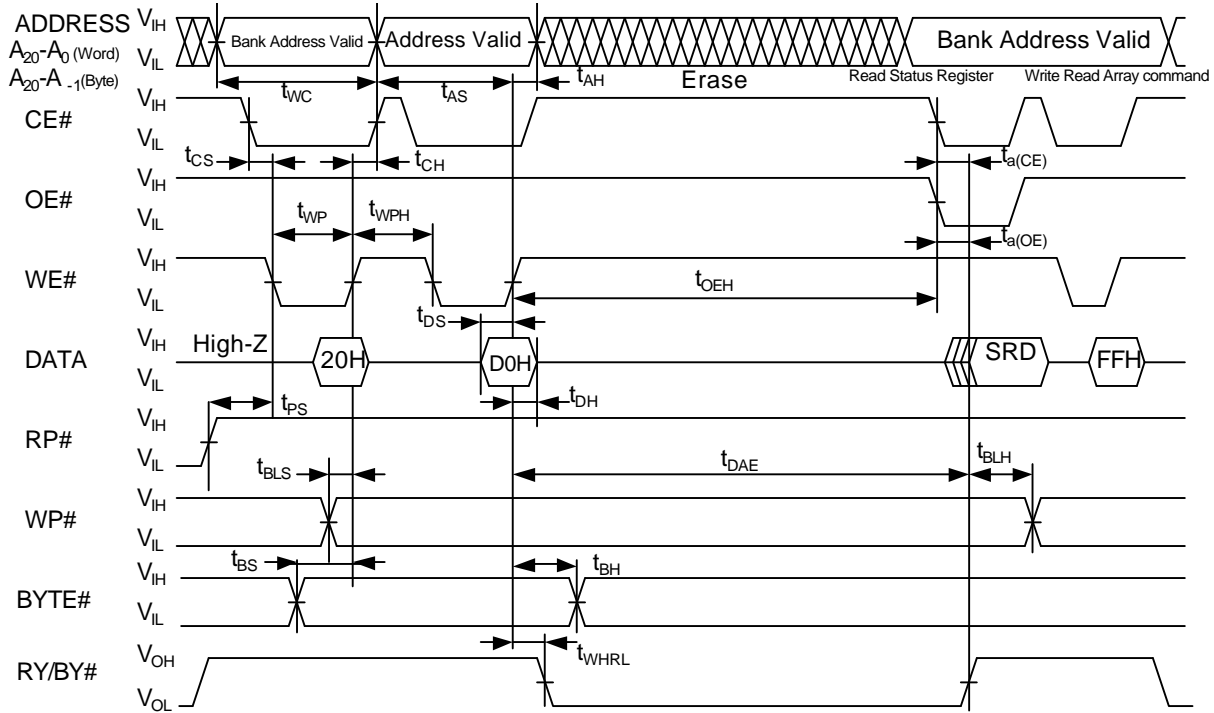 ADDRESS VIH
A20-A0 (Word)
A20-A -1(Byte) VIL
Bank Address Valid Address Valid Bank Address Valid
tWC tAS tAH Erase Read Status Register Write Read Array command
CE# VIH
VIL
tCS tCH ta(CE)
OE# VIH
VIL
tWP tWPH ta(OE)
WE# VIH
VIL
tOEH
tDS
DATA VIH
VIL
High-Z 20H D0H SRD FFH
tPS tDH
RP# VIH
VIL
tBLS tDAE tBLH
WP# VIH
VIL
tBS tBH
BYTE# VIH
VIL
tWHRL
RY/BY# VOH
VOL